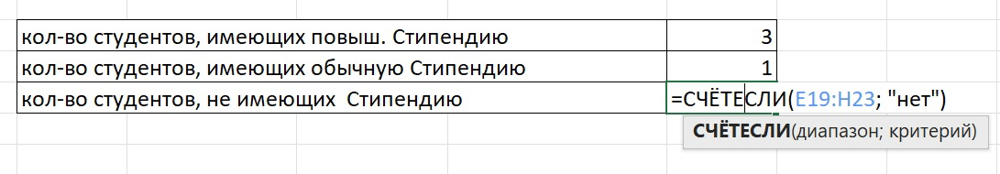 кол-во студентов, имеющих повыш. Стипендию 3
кол-во студентов, имеющих обычную Стипендию 1
кол-во студентов, не имеющих  Стипендию =СЧЁТЕСЛИ(E19:H23; "нет")
СЧЁТЕСЛИ(диапазон; критерий)